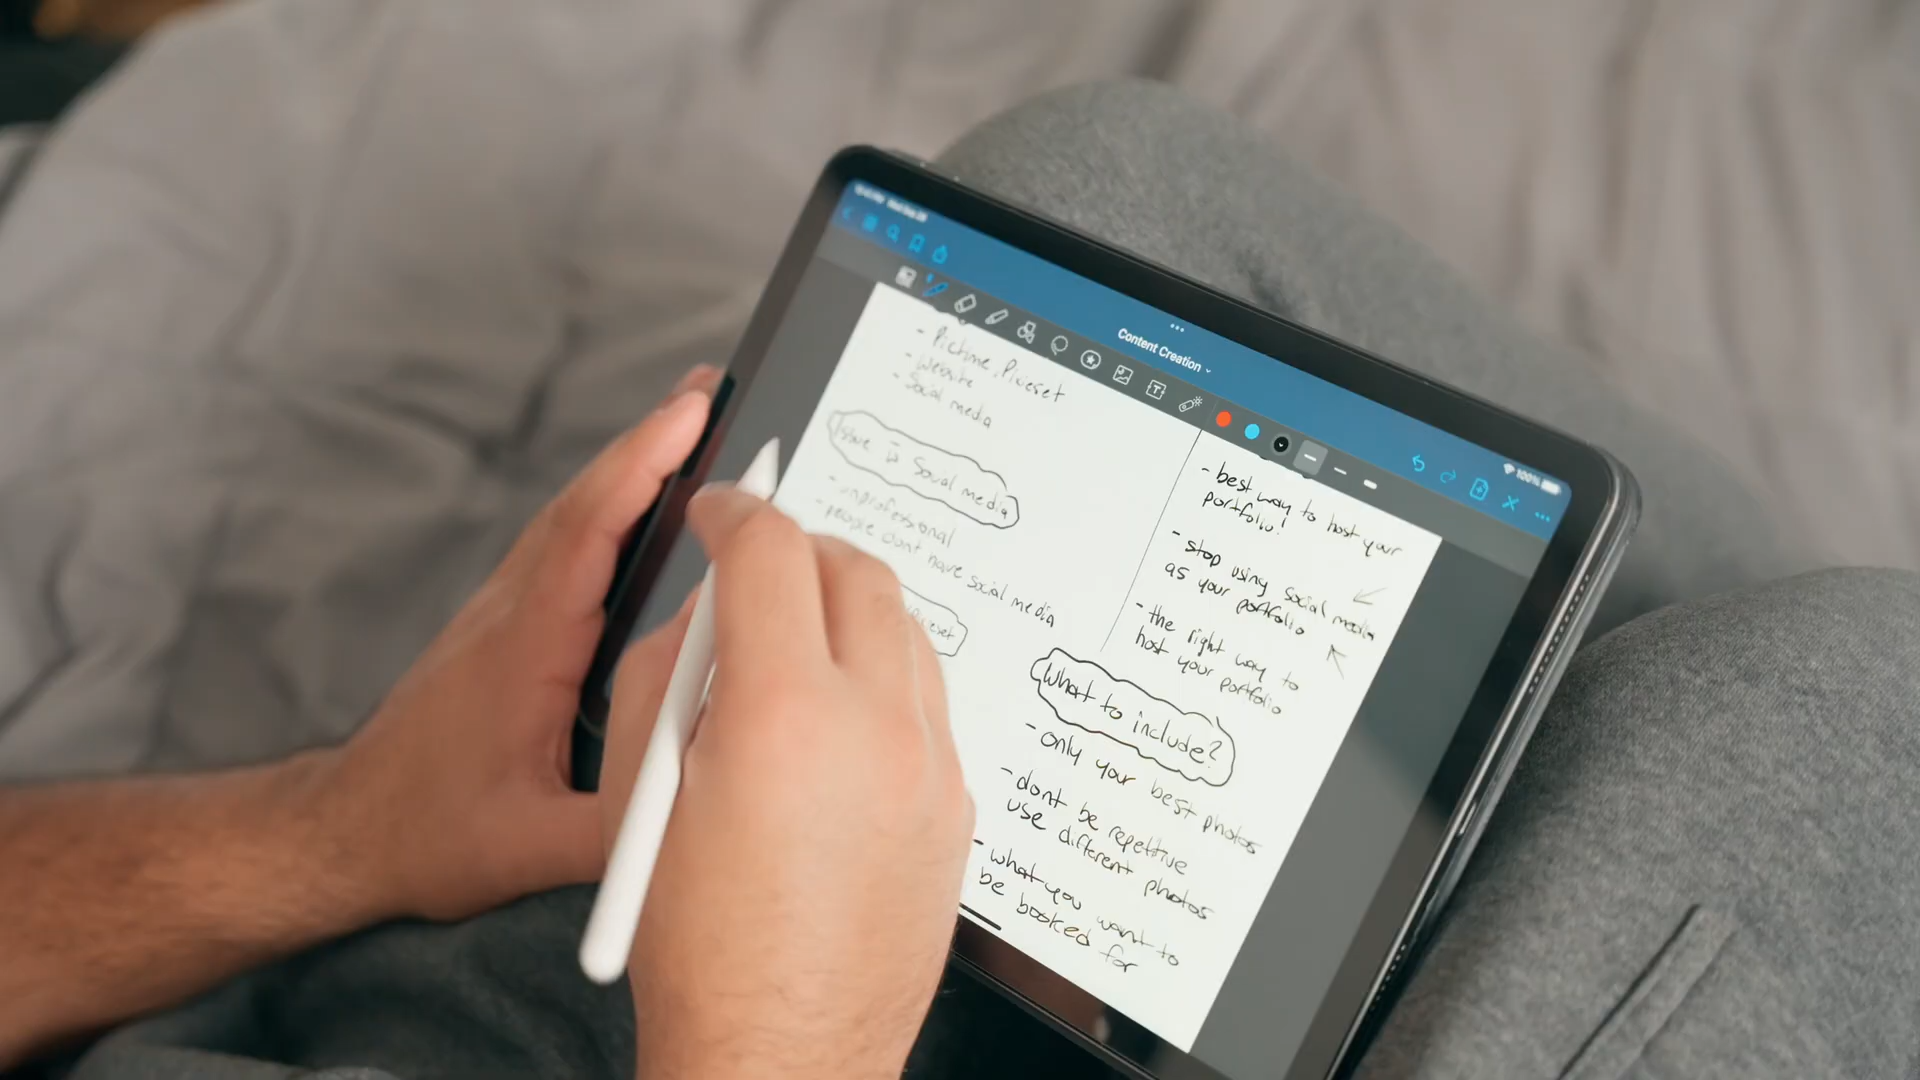 100%
Content Creation
- Pictime, Pixieset
- Website
- Social media
Issue is Social media
- unprofessional
- people dont have social media
- best way to host your
portfolio!
- stop using social media
as your portfolio
- the right way to
host your portfolio
What to include?
- only your best photos
- dont be repetitive
use different photos
- what you want to
be booked for